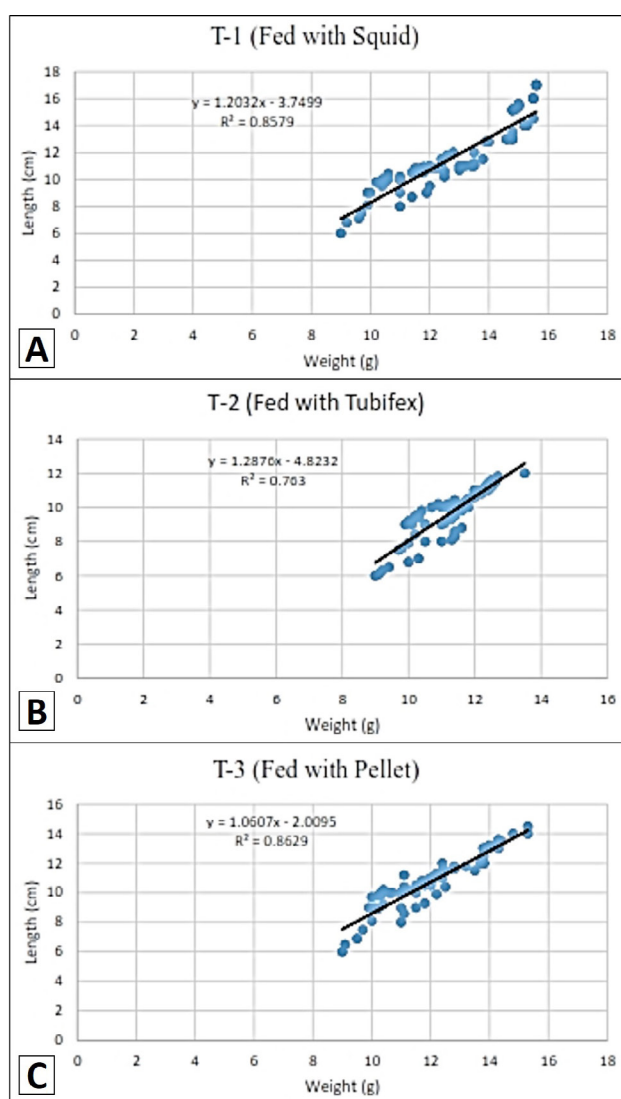 T-1 (Fed with Squid)
y = 1.2032x - 3.7499
R² = 0.8579
Length (cm)
18
16
14
12
10
8
6
4
2
0
0 2 4 6 8 10 12 14 16 18
Weight (g)
A
T-2 (Fed with Tubifex)
y = 1.2876x - 4.8232
R² = 0.763
Length (cm)
14
12
10
8
6
4
2
0
0 2 4 6 8 10 12 14 16
Weight (g)
B
T-3 (Fed with Pellet)
y = 1.0607x - 2.0095
R² = 0.8629
Length (cm)
16
14
12
10
8
6
4
2
0
0 2 4 6 8 10 12 14 16 18
Weight (g)
C